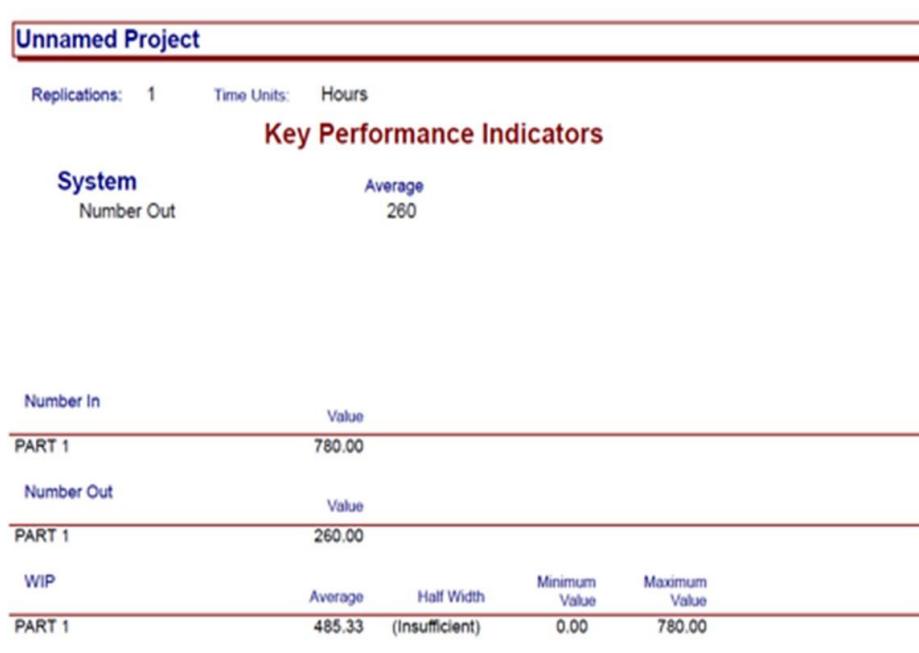 Unnamed Project
Replications: 1 Time Units: Hours
Key Performance Indicators
System Average
Number Out 260
Number In Value
PART 1 780.00
Number Out Value
PART 1 260.00
WIP Average Half Width Minimum Value Maximum Value
PART 1 485.33 (Insufficient) 0.00 780.00